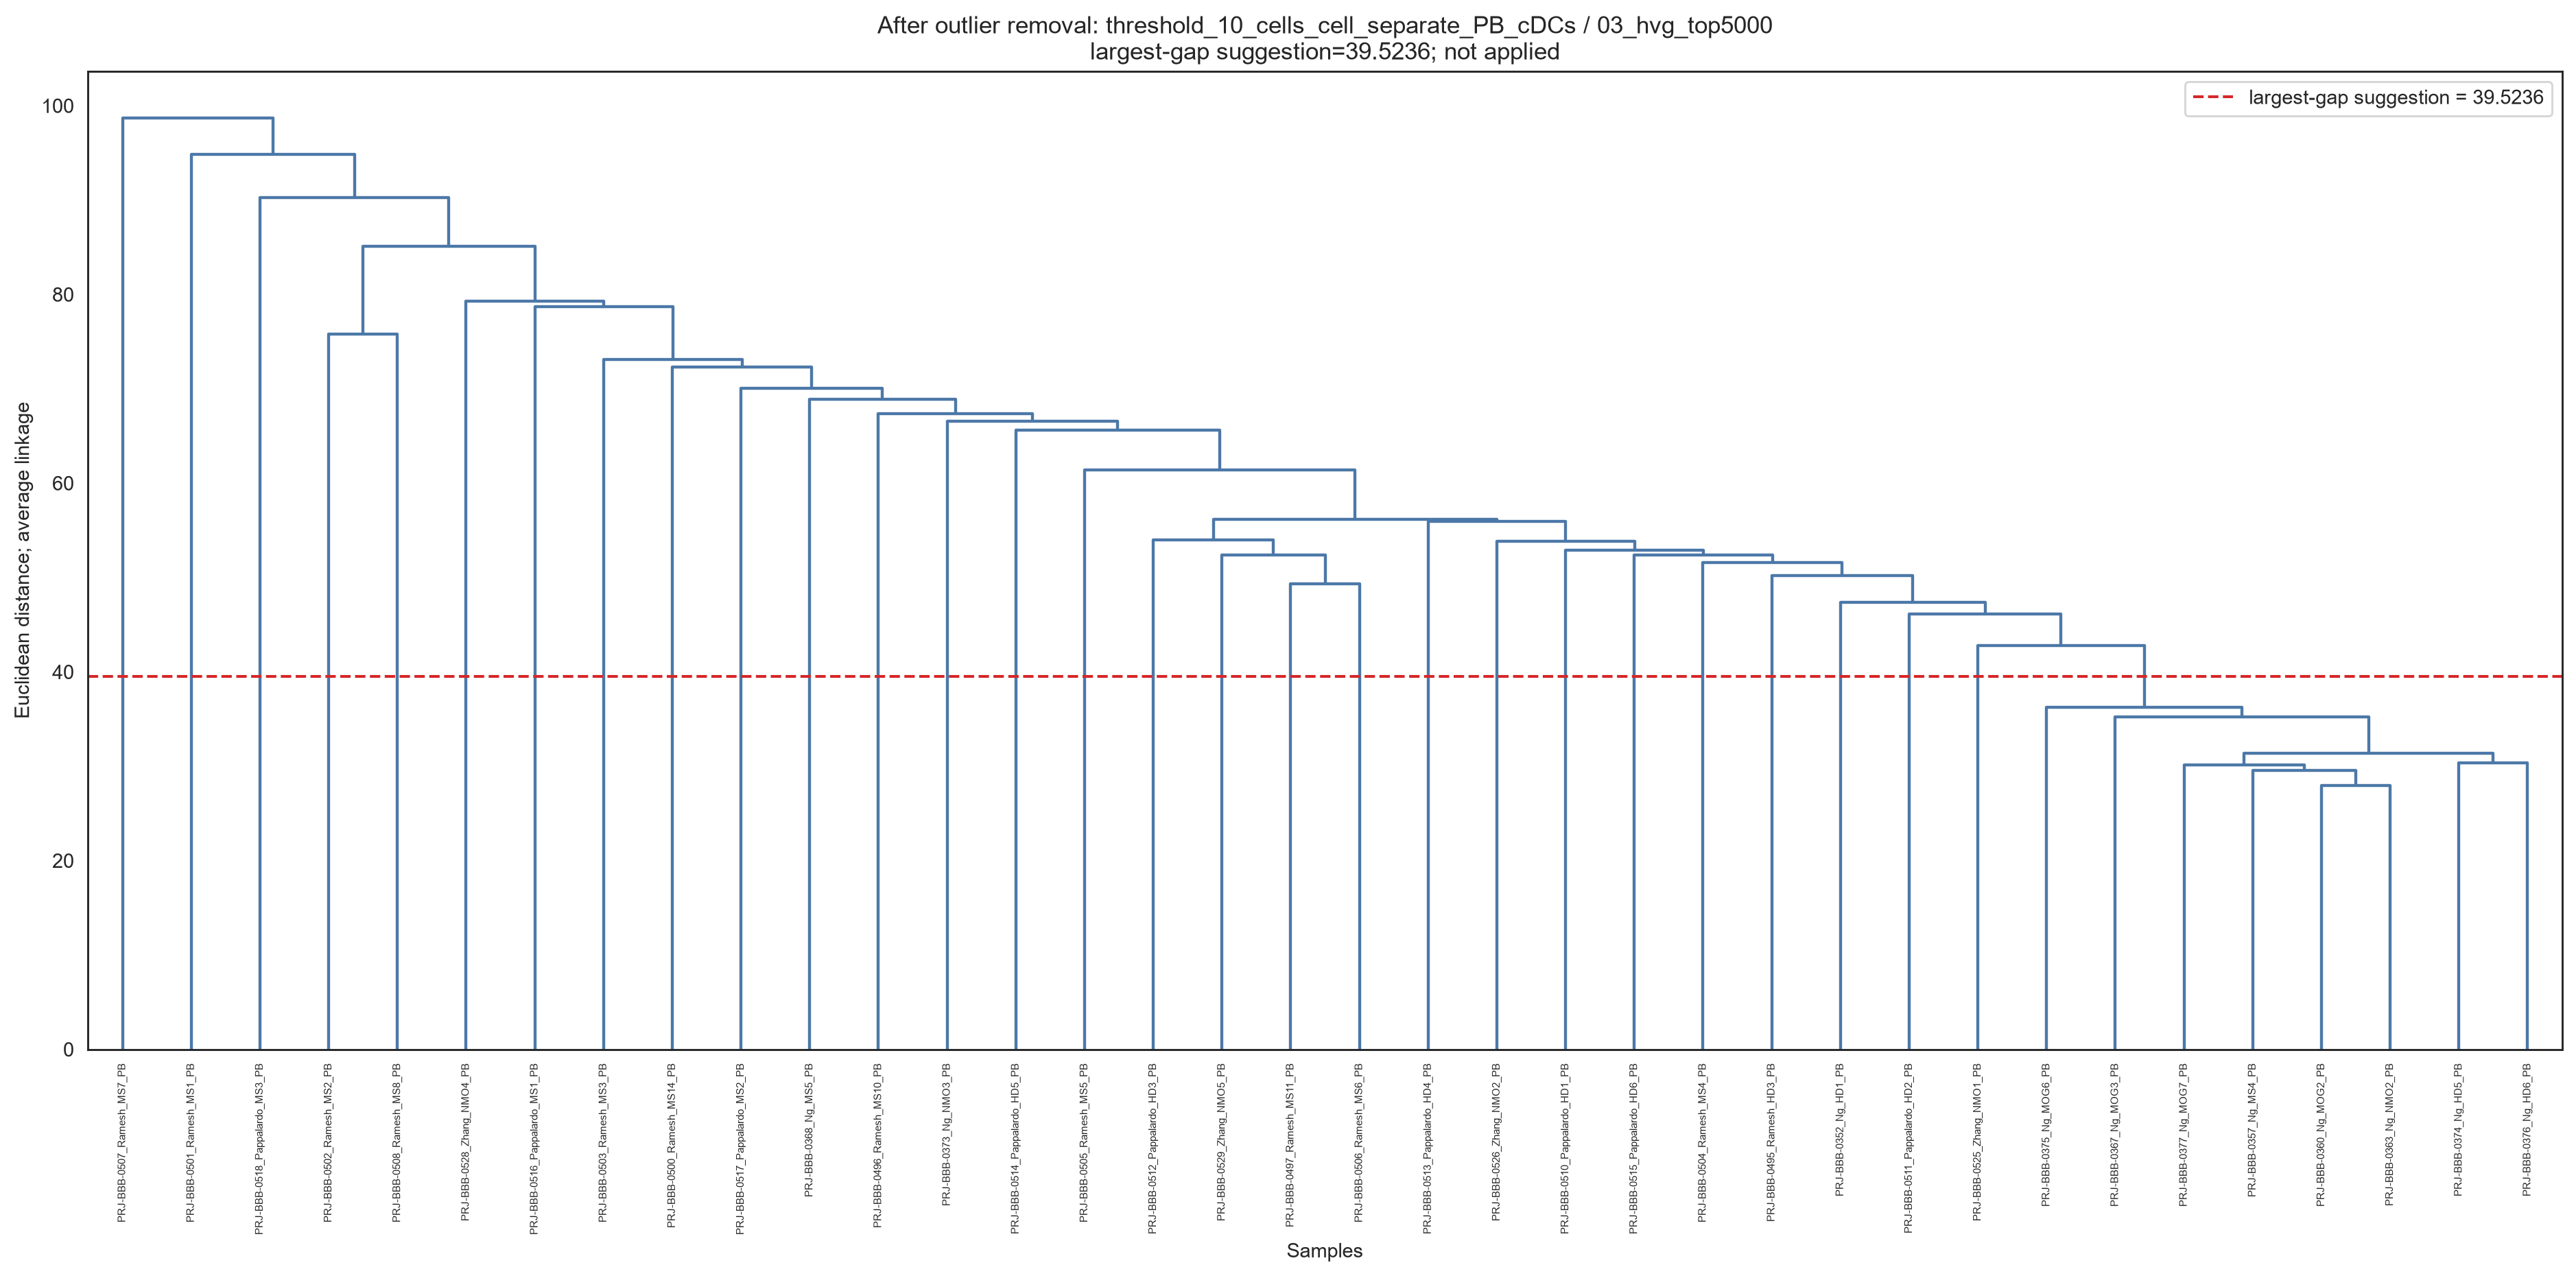 After outlier removal: threshold_10_cells_cell_separate_PB_cDCs / 03_hvg_top5000
largest-gap suggestion=39.5236; not applied
largest-gap suggestion = 39.5236
Euclidean distance; average linkage
100
80
60
40
20
0
PRJ-BBB-0507_Ramesh_MS7_PB
PRJ-BBB-0501_Ramesh_MS1_PB
PRJ-BBB-0518_Pappalardo_MS3_PB
PRJ-BBB-0502_Ramesh_MS2_PB
PRJ-BBB-0508_Ramesh_MS8_PB
PRJ-BBB-0528_Zhang_NMO4_PB
PRJ-BBB-0516_Pappalardo_MS1_PB
PRJ-BBB-0503_Ramesh_MS3_PB
PRJ-BBB-0500_Ramesh_MS14_PB
PRJ-BBB-0517_Pappalardo_MS2_PB
PRJ-BBB-0368_Ng_MS5_PB
PRJ-BBB-0496_Ramesh_MS10_PB
PRJ-BBB-0373_Ng_NMO3_PB
PRJ-BBB-0514_Pappalardo_HD5_PB
PRJ-BBB-0505_Ramesh_MS5_PB
PRJ-BBB-0512_Pappalardo_HD3_PB
PRJ-BBB-0529_Zhang_NMO5_PB
PRJ-BBB-0497_Ramesh_MS11_PB
PRJ-BBB-0506_Ramesh_MS6_PB
PRJ-BBB-0513_Pappalardo_HD4_PB
PRJ-BBB-0526_Zhang_NMO2_PB
PRJ-BBB-0510_Pappalardo_HD1_PB
PRJ-BBB-0515_Pappalardo_HD6_PB
PRJ-BBB-0504_Ramesh_MS4_PB
PRJ-BBB-0495_Ramesh_HD3_PB
PRJ-BBB-0352_Ng_HD1_PB
PRJ-BBB-0511_Pappalardo_HD2_PB
PRJ-BBB-0525_Zhang_NMO1_PB
PRJ-BBB-0375_Ng_MOG6_PB
PRJ-BBB-0367_Ng_MOG3_PB
PRJ-BBB-0377_Ng_MOG7_PB
PRJ-BBB-0357_Ng_MS4_PB
PRJ-BBB-0360_Ng_MOG2_PB
PRJ-BBB-0363_Ng_NMO2_PB
PRJ-BBB-0374_Ng_HD5_PB
PRJ-BBB-0376_Ng_HD6_PB
Samples